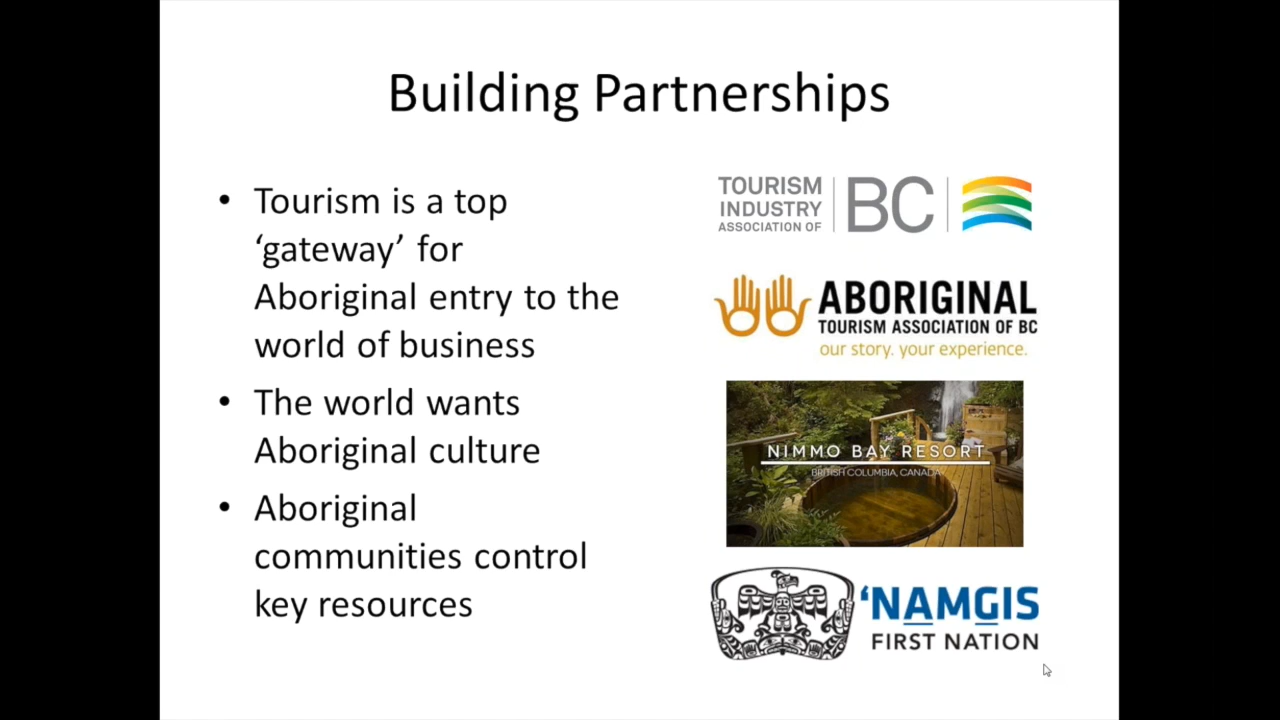 Building Partnerships
• Tourism is a top
‘gateway’ for
Aboriginal entry to the
world of business
• The world wants
Aboriginal culture
• Aboriginal
communities control
key resources
TOURISM
INDUSTRY
ASSOCIATION OF
BC
ABORIGINAL
TOURISM ASSOCIATION OF BC
our story. your experience.
NIMMO BAY RESORT
BRITISH COLUMBIA, CANADA
‘NAMGIS
FIRST NATION